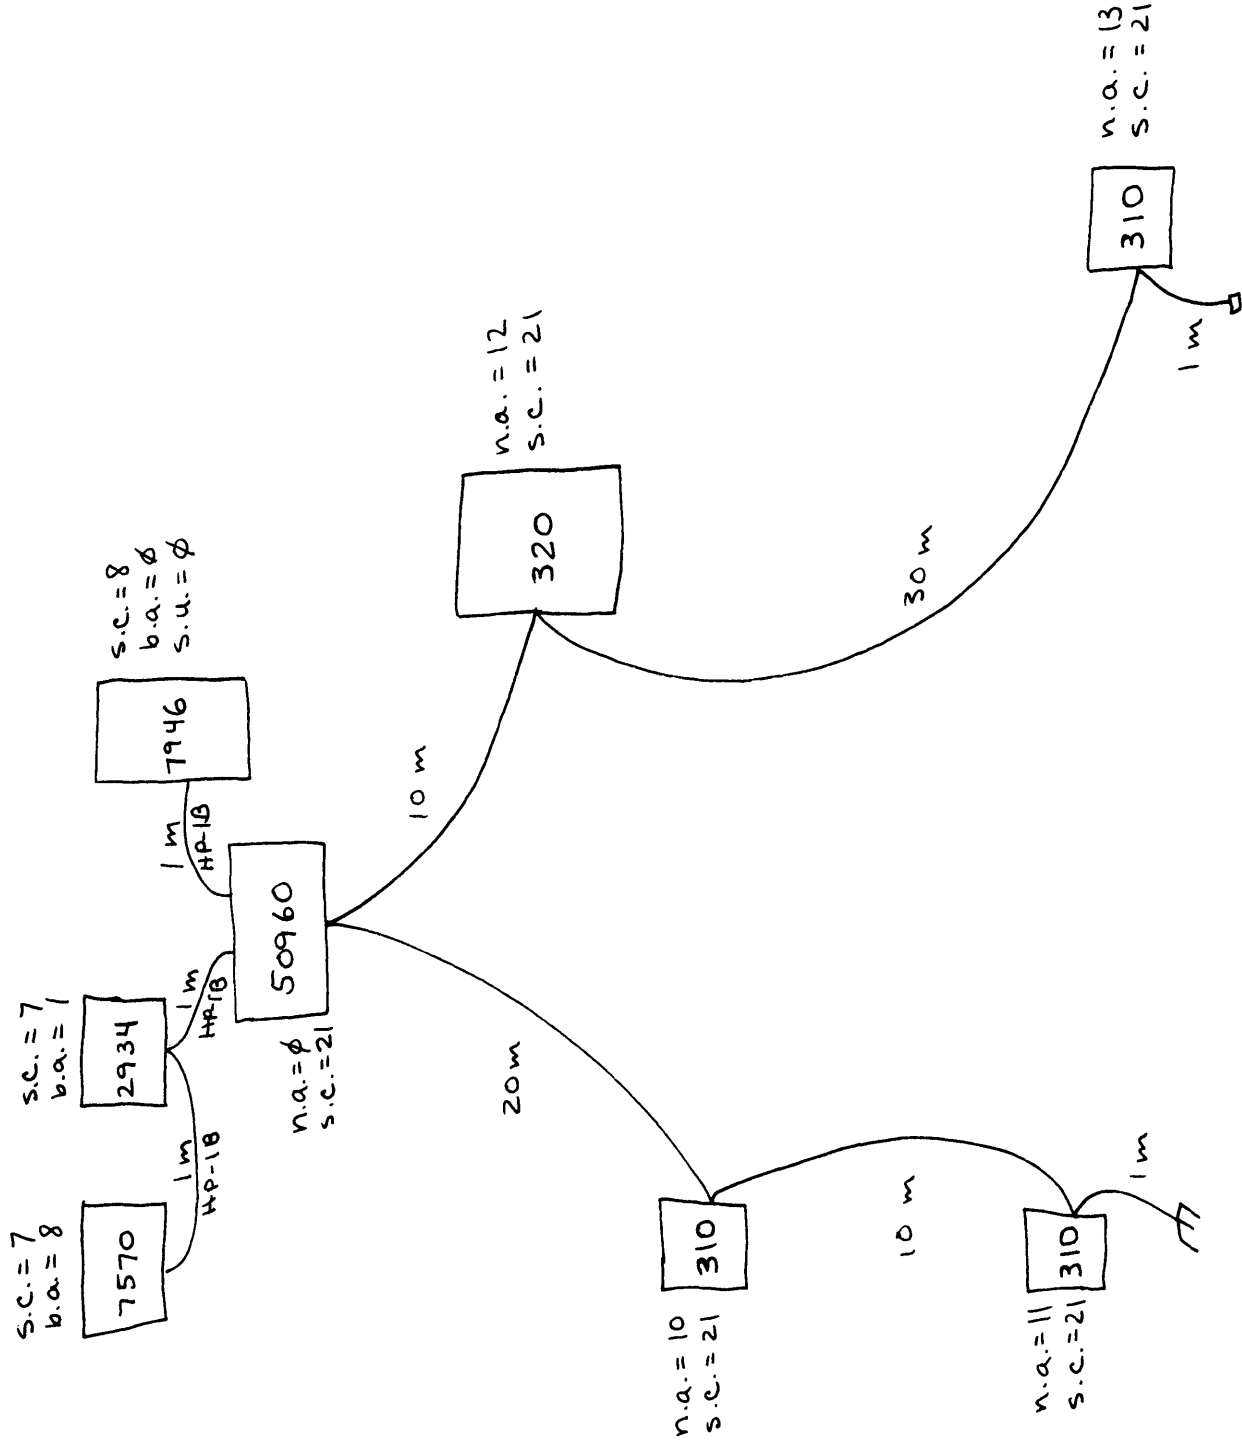 s.c. = 7
b.a. = 8
7570
1 m
HP-IB
s.c. = 7
b.a. = 1
2934
1 m
HP-IB
s.c. = 8
b.a. = ∅
s.u. = ∅
7946
1 m
HP-IB
50960
n.a. = ∅
s.c. = 21
10 m
n.a. = 12
s.c. = 21
320
20 m
30 m
n.a. = 10
s.c. = 21
310
10 m
n.a. = 11
s.c. = 21
310
1 m
n.a. = 13
s.c. = 21
310
1 m